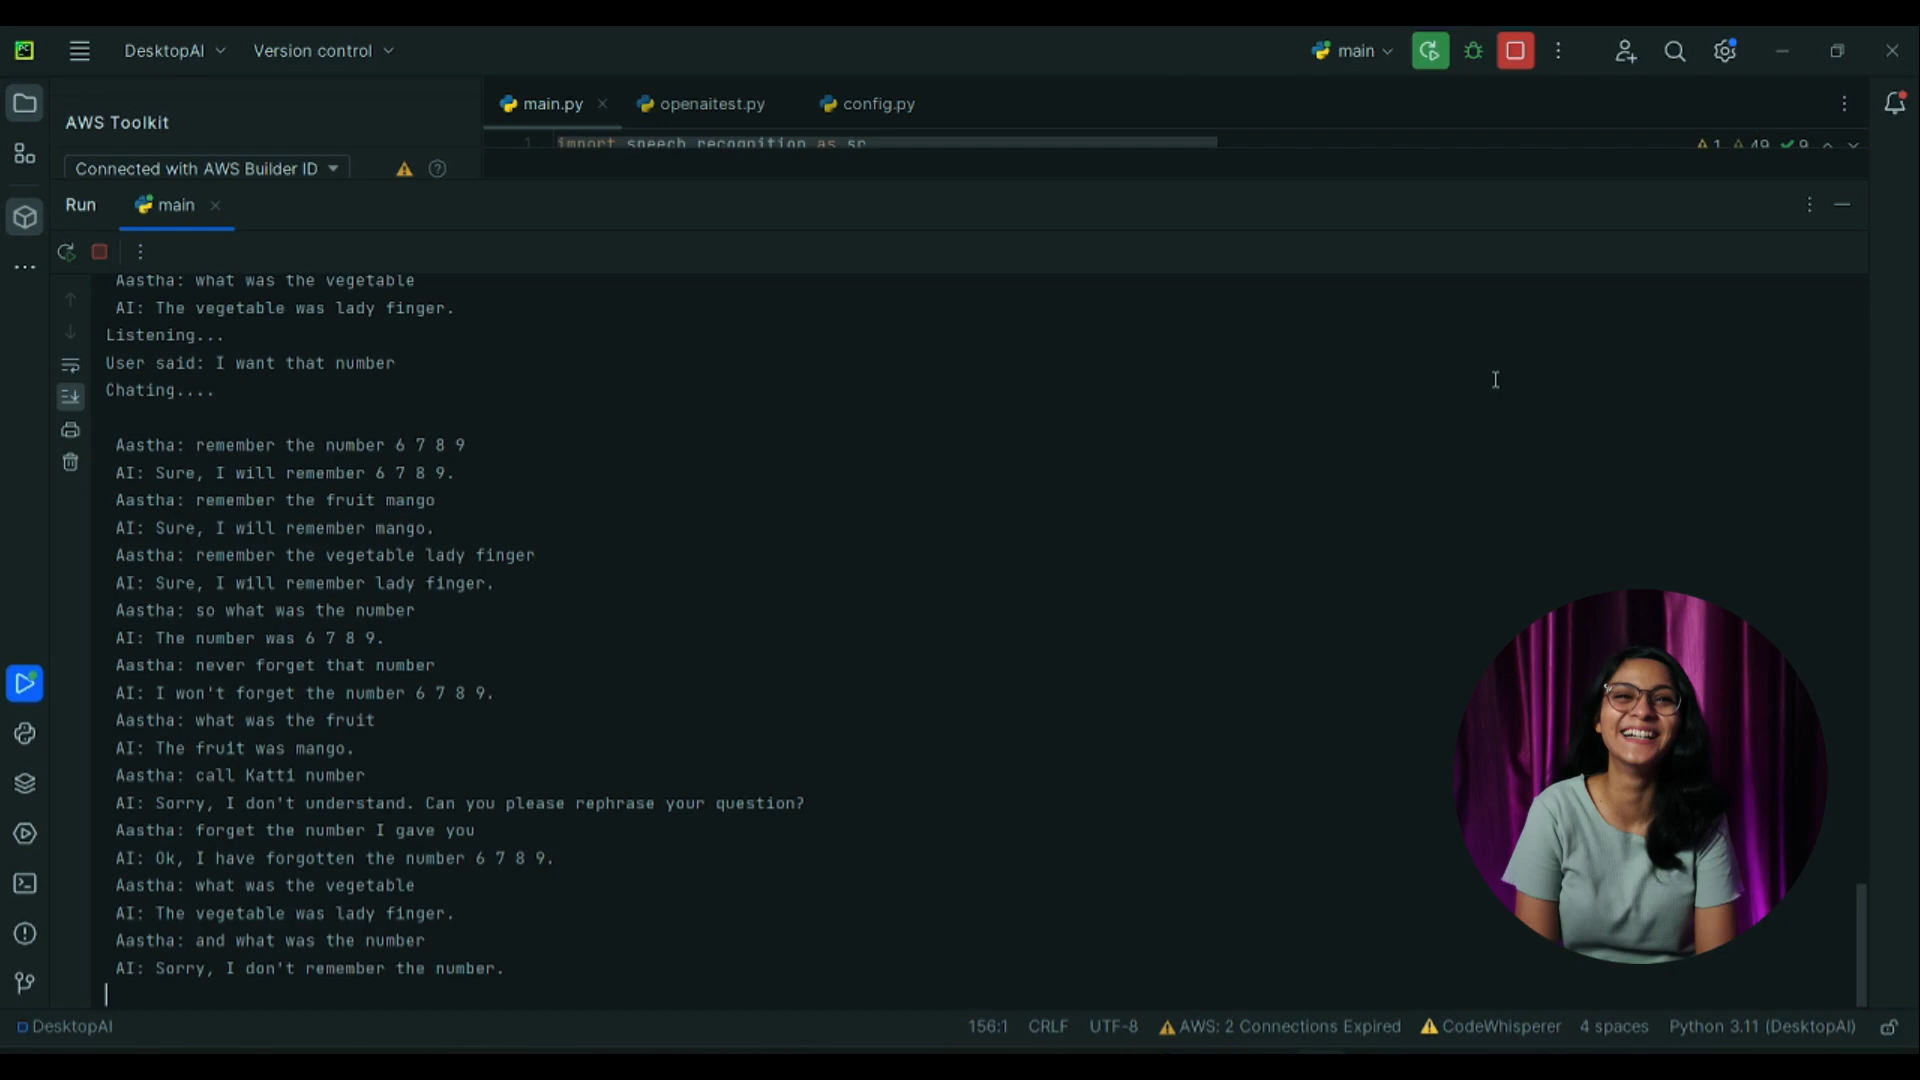 DesktopAI
Version control
main
AWS Toolkit
main.py
openaitest.py
config.py
1 import speech_recognition as sr
1 49 9
Connected with AWS Builder ID
Run
main
Aastha: what was the vegetable
AI: The vegetable was lady finger.
Listening...
User said: I want that number
Chating....
Aastha: remember the number 6 7 8 9
AI: Sure, I will remember 6 7 8 9.
Aastha: remember the fruit mango
AI: Sure, I will remember mango.
Aastha: remember the vegetable lady finger
AI: Sure, I will remember lady finger.
Aastha: so what was the number
AI: The number was 6 7 8 9.
Aastha: never forget that number
AI: I won't forget the number 6 7 8 9.
Aastha: what was the fruit
AI: The fruit was mango.
Aastha: call Katti number
AI: Sorry, I don't understand. Can you please rephrase your question?
Aastha: forget the number I gave you
AI: Ok, I have forgotten the number 6 7 8 9.
Aastha: what was the vegetable
AI: The vegetable was lady finger.
Aastha: and what was the number
AI: Sorry, I don't remember the number.
DesktopAI
156:1 CRLF UTF-8 AWS: 2 Connections Expired CodeWhisperer 4 spaces Python 3.11 (DesktopAI)